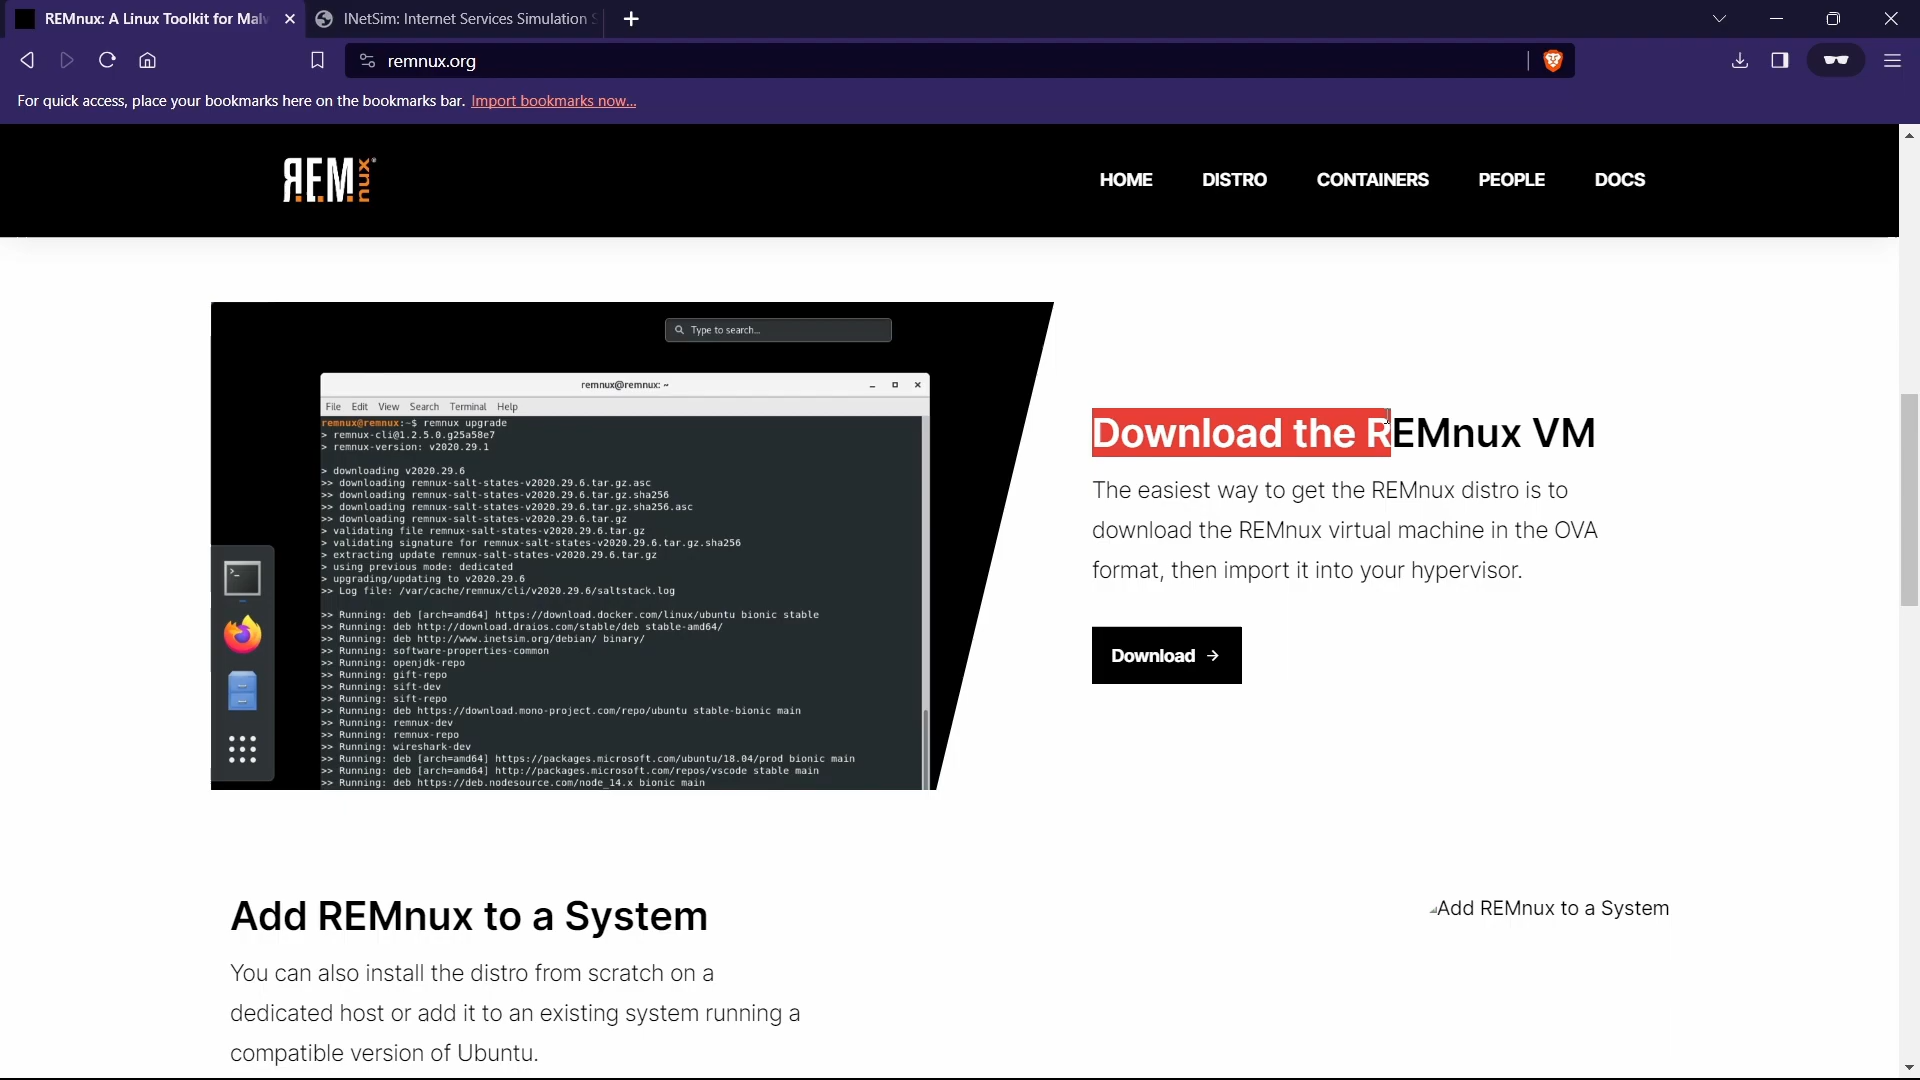 REMnux: A Linux Toolkit for Malw
INetSim: Internet Services Simulation S
remnux.org
For quick access, place your bookmarks here on the bookmarks bar. Import bookmarks now...
REM nux
HOME
DISTRO
CONTAINERS
PEOPLE
DOCS
Type to search...
remnux@remnux: ~
File Edit View Search Terminal Help
remnux@remnux:~$ remnux upgrade
> remnux-cli@1.2.5.0.g25a58e7
> remnux-version: v2020.29.1
> downloading v2020.29.6
>> downloading remnux-salt-states-v2020.29.6.tar.gz.asc
>> downloading remnux-salt-states-v2020.29.6.tar.gz.sha256
>> downloading remnux-salt-states-v2020.29.6.tar.gz.sha256.asc
>> downloading remnux-salt-states-v2020.29.6.tar.gz
> validating file remnux-salt-states-v2020.29.6.tar.gz
> validating signature for remnux-salt-states-v2020.29.6.tar.gz.sha256
> extracting update remnux-salt-states-v2020.29.6.tar.gz
> using previous mode: dedicated
> upgrading/updating to v2020.29.6
>> Log file: /var/cache/remnux/cli/v2020.29.6/saltstack.log
>> Running: deb [arch=amd64] https://download.docker.com/linux/ubuntu bionic stable
>> Running: deb http://download.draios.com/stable/deb stable-amd64/
>> Running: deb http://www.inetsim.org/debian/ binary/
>> Running: software-properties-common
>> Running: openjdk-repo
>> Running: gift-repo
>> Running: sift-dev
>> Running: sift-repo
>> Running: deb https://download.mono-project.com/repo/ubuntu stable-bionic main
>> Running: remnux-dev
>> Running: remnux-repo
>> Running: wireshark-dev
>> Running: deb [arch=amd64] https://packages.microsoft.com/ubuntu/18.04/prod bionic main
>> Running: deb [arch=amd64] http://packages.microsoft.com/repos/vscode stable main
>> Running: deb https://deb.nodesource.com/node_14.x bionic main
Download the REMnux VM
The easiest way to get the REMnux distro is to
download the REMnux virtual machine in the OVA
format, then import it into your hypervisor.
Download →
Add REMnux to a System
You can also install the distro from scratch on a
dedicated host or add it to an existing system running a
compatible version of Ubuntu.
Add REMnux to a System